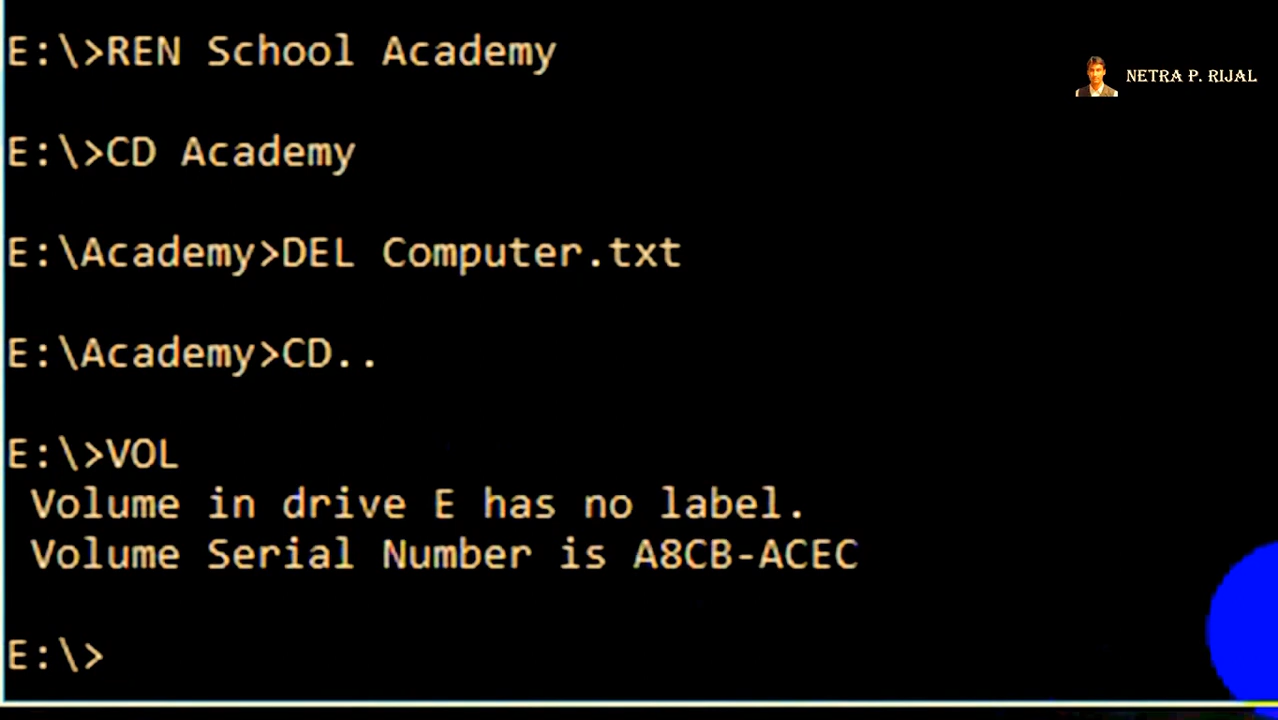 E:\>REN School Academy
NETRA P. RIJAL
E:\>CD Academy
E:\Academy>DEL Computer.txt
E:\Academy>CD..
E:\>VOL
Volume in drive E has no label.
Volume Serial Number is A8CB-ACEC
E:\>